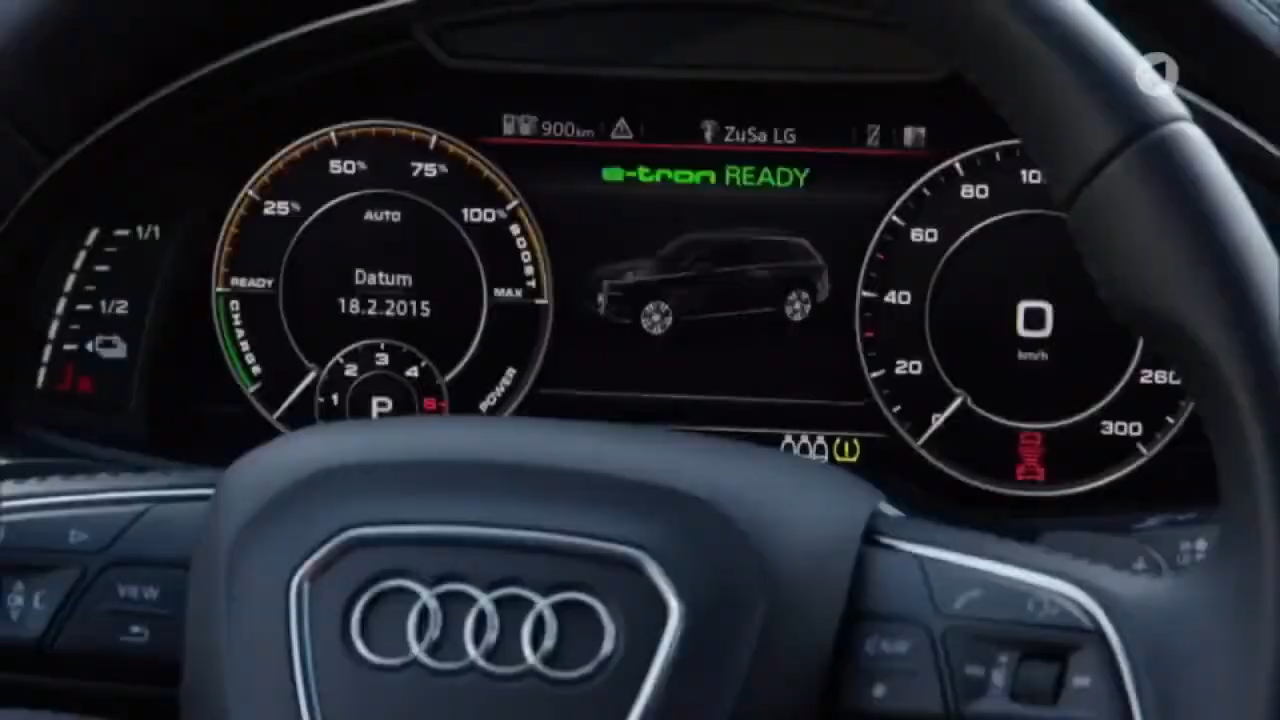 900km
ZuSa LG
e-tron READY
1/1
1/2
25%
50%
75%
100%
AUTO
READY
CHARGE
BOOST
MAX
POWER
Datum
18.2.2015
1
2
3
4
P
0
20
40
60
80
260
300
0
km/h
VIEW